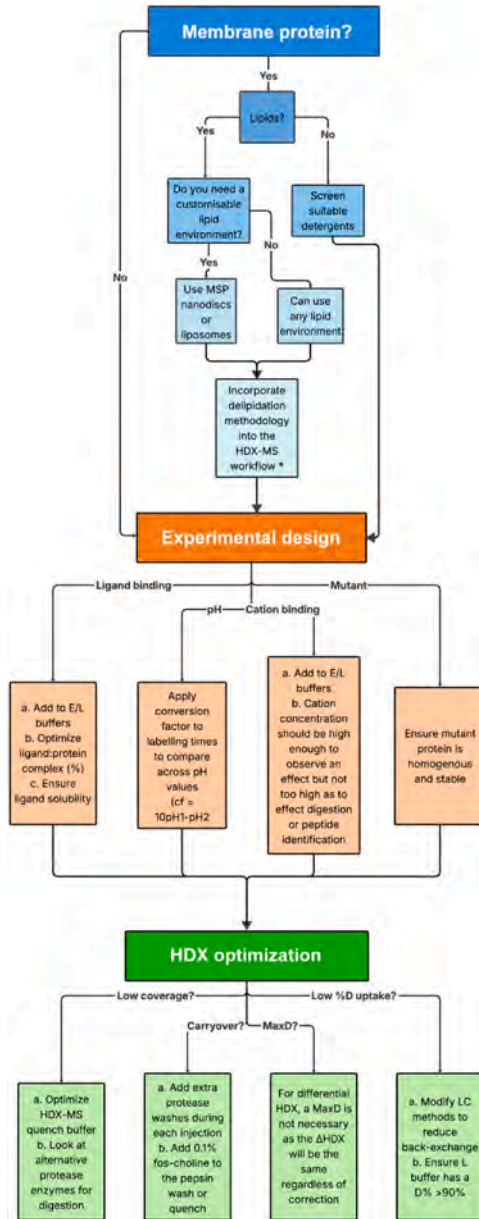 Membrane protein?
Yes
Lipids?
Yes
No
Do you need a
customisable
lipid
environment?
Screen
suitable
detergents
No
Yes
No
Use MSP
nanodiscs
or
liposomes
Can use
any lipid
environment
Incorporate
delipidation
methodology
into the
HDX-MS
workflow *
Experimental design
Ligand binding
Mutant
pH
Cation binding
a. Add to E/L
buffers
b. Optimize
ligand:protein
complex (%)
c. Ensure
ligand solubility
Apply
conversion
factor to
labelling times
to compare
across pH
values
(cf =
10pH1-pH2
a. Add to E/L
buffers
b. Cation
concentration
should be high
enough to
observe an
effect but not
too high as to
effect digestion
or peptide
identification
Ensure mutant
protein is
homogenous
and stable
HDX optimization
Low coverage?
Low %D uptake?
Carryover?
MaxD?
a. Optimize
HDX-MS
quench buffer
b. Look at
alternative
protease
enzymes for
digestion
a. Add extra
protease
washes during
each injection
b. Add 0.1%
fos-choline to
the pepsin
wash or
quench
For differential
HDX, a MaxD is
not necessary
as the ΔHDX
will be the
same
regardless of
correction
a. Modify LC
methods to
reduce
back-exchange
b. Ensure L
buffer has a
D% >90%